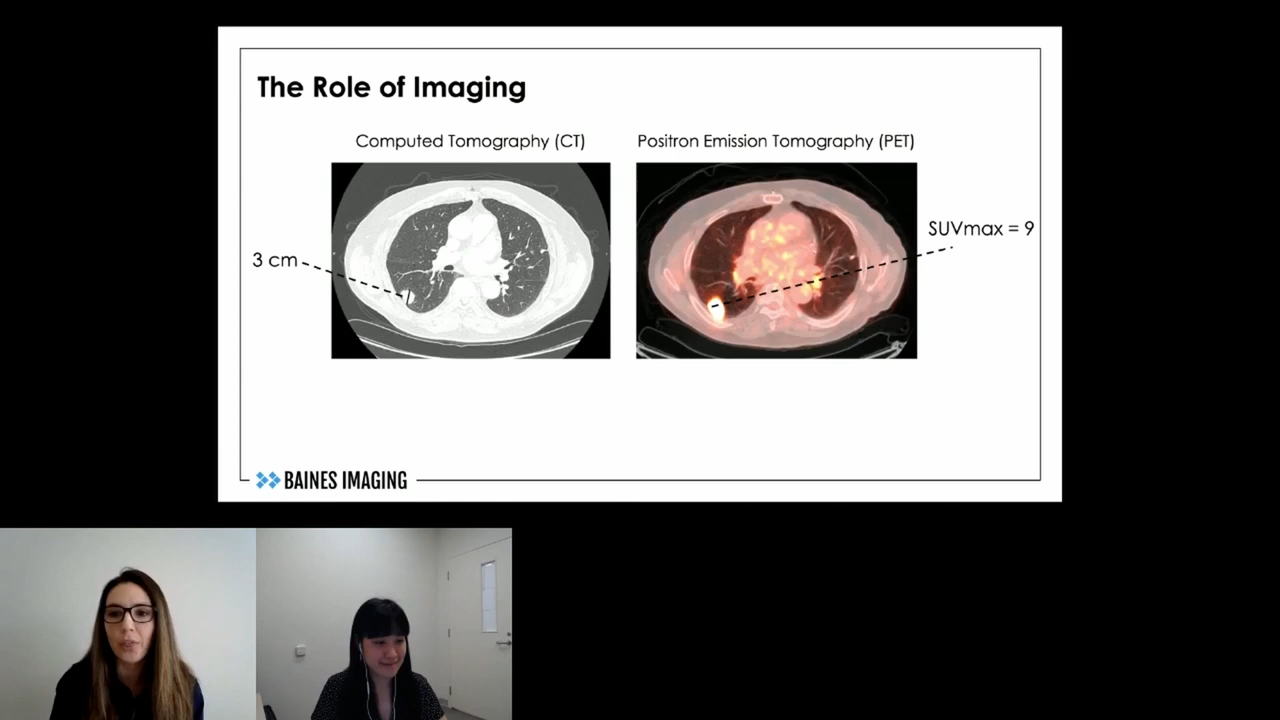 The Role of Imaging
Computed Tomography (CT)
Positron Emission Tomography (PET)
SUVmax = 9
3 cm
BAINES IMAGING